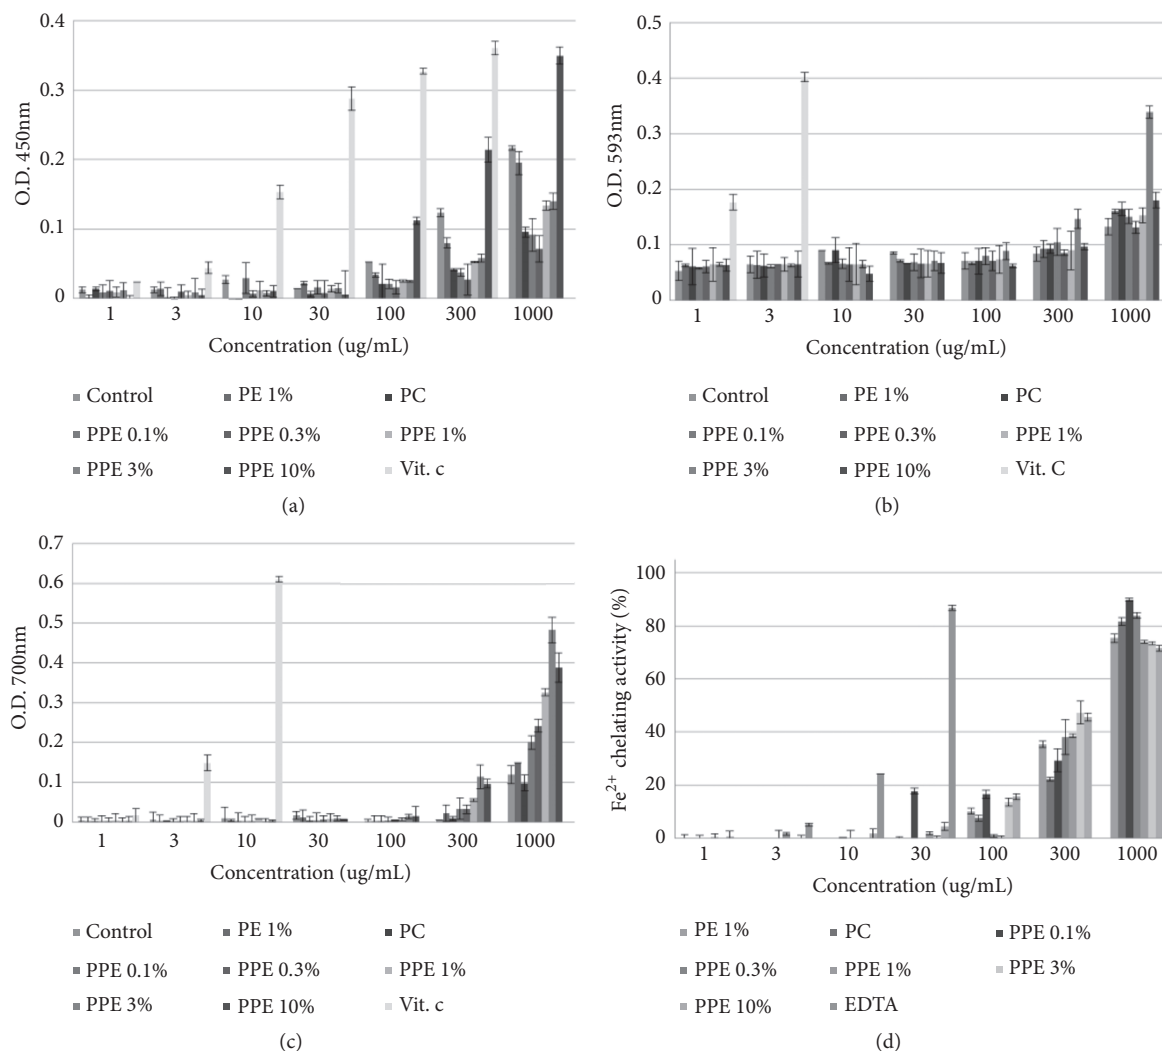 0.4
0.3
0.2
0.1
0
O.D. 450nm
1 3 10 30 100 300 1000
Concentration (ug/mL)
Control PE 1% PC
PPE 0.1% PPE 0.3% PPE 1%
PPE 3% PPE 10% Vit. c
(a)
0.5
0.4
0.3
0.2
0.1
0
O.D. 593nm
1 3 10 30 100 300 1000
Concentration (ug/mL)
Control PE 1% PC
PPE 0.1% PPE 0.3% PPE 1%
PPE 3% PPE 10% Vit. C
(b)
0.7
0.6
0.5
0.4
0.3
0.2
0.1
0
O.D. 700nm
1 3 10 30 100 300 1000
Concentration (ug/mL)
Control PE 1% PC
PPE 0.1% PPE 0.3% PPE 1%
PPE 3% PPE 10% Vit. c
(c)
100
80
60
40
20
0
Fe²⁺ chelating activity (%)
1 3 10 30 100 300 1000
Concentration (ug/mL)
PE 1% PC PPE 0.1%
PPE 0.3% PPE 1% PPE 3%
PPE 10% EDTA
(d)